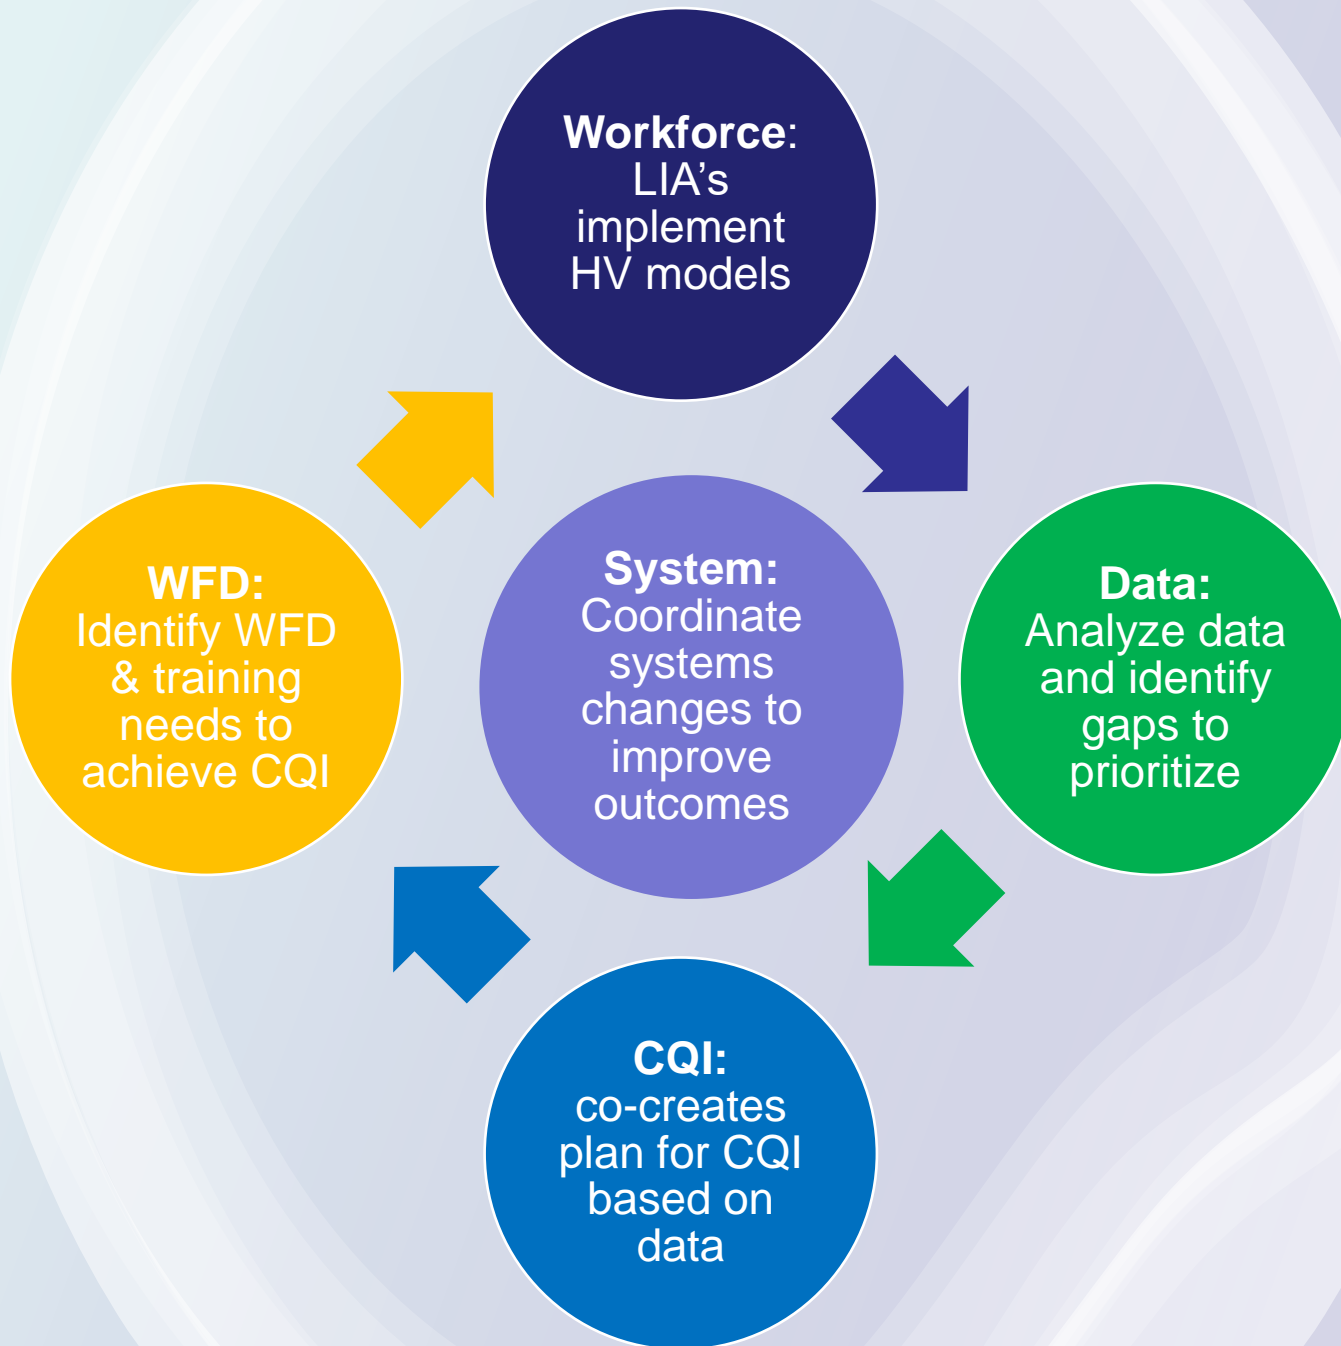 Workforce:
LIA's
implement
HV models
WFD:
Identify WFD
& training
needs to
achieve CQI
System:
Coordinate
systems
changes to
improve
outcomes
Data:
Analyze data
and identify
gaps to
prioritize
CQI:
co-creates
plan for CQI
based on
data